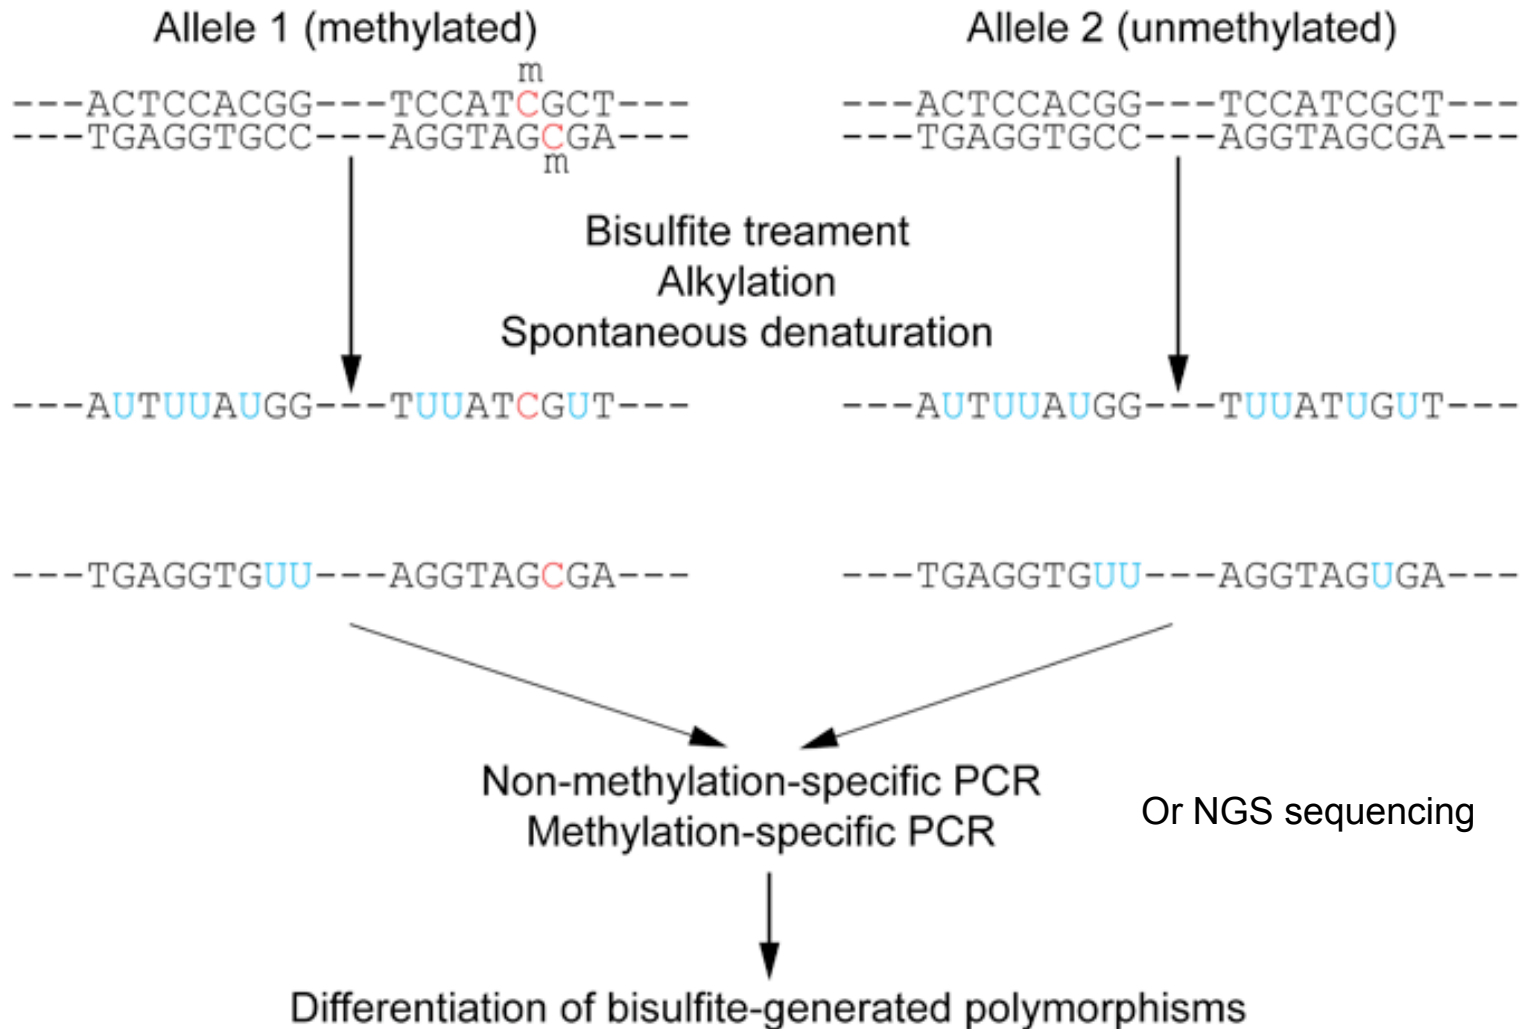 Allele 1 (methylated)
Allele 2 (unmethylated)
m
---ACTCCACGG---TCCATCGCT---
---ACTCCACGG---TCCATCGCT---
---TGAGGTGCC---AGGTAGCGA---
---TGAGGTGCC---AGGTAGCGA---
m
Bisulfite treament
Alkylation
Spontaneous denaturation
---AUTUUAUGG---TUUATCGUT---
---AUTUUAUGG---TUUATUGUT---
---TGAGGTGUU---AGGTAGCGA---
---TGAGGTGUU---AGGTAGUGA---
Non-methylation-specific PCR
Methylation-specific PCR
Or NGS sequencing
Differentiation of bisulfite-generated polymorphisms